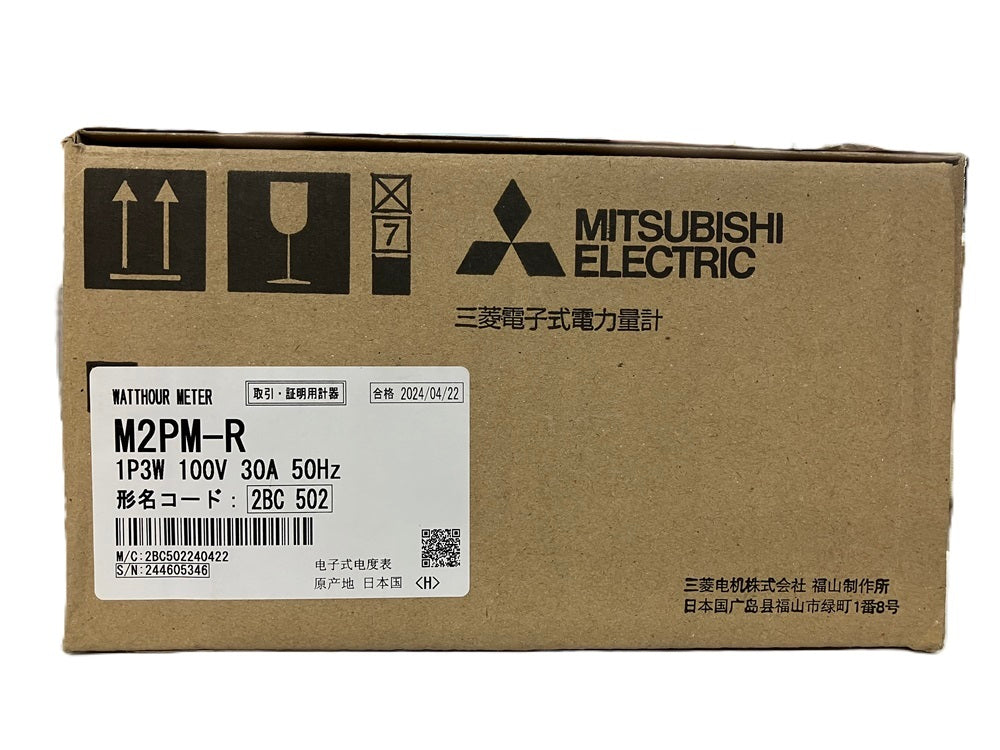 7
MITSUBISHI
ELECTRIC
三菱電子式電力量計
WATTHOUR METER 取引・証明用計器 合格 2024/04/22
M2PM-R
1P3W 100V 30A 50Hz
形名コード: 2BC 502
M/C:2BC502240422
S/N:244605346
电子式电度表
原产地 日本国 <H>
三菱电机株式会社 福山制作所
日本国广岛县福山市绿町1番8号